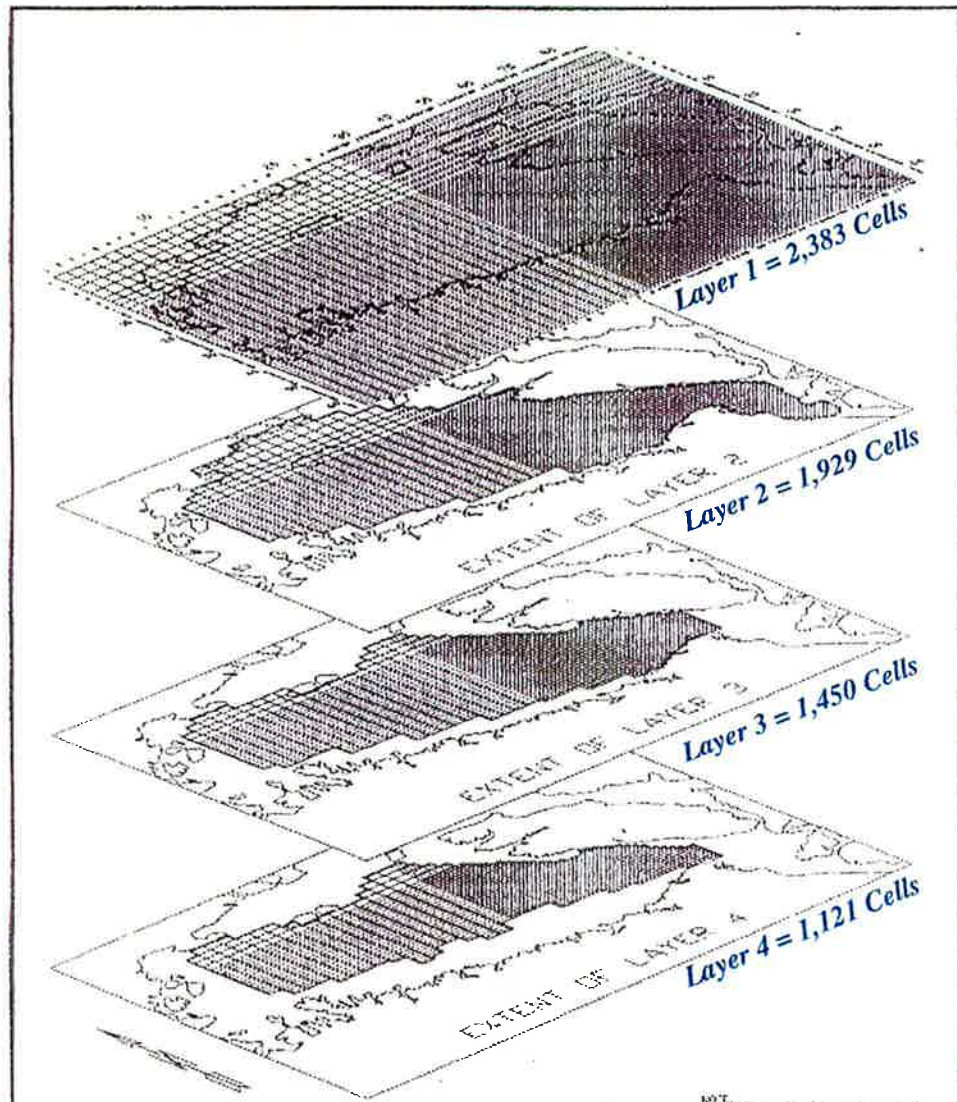 Layer 1 = 2,383 Cells
EXTENT OF LAYER 2
Layer 2 = 1,929 Cells
EXTENT OF LAYER 3
Layer 3 = 1,450 Cells
EXTENT OF LAYER 4
Layer 4 = 1,121 Cells